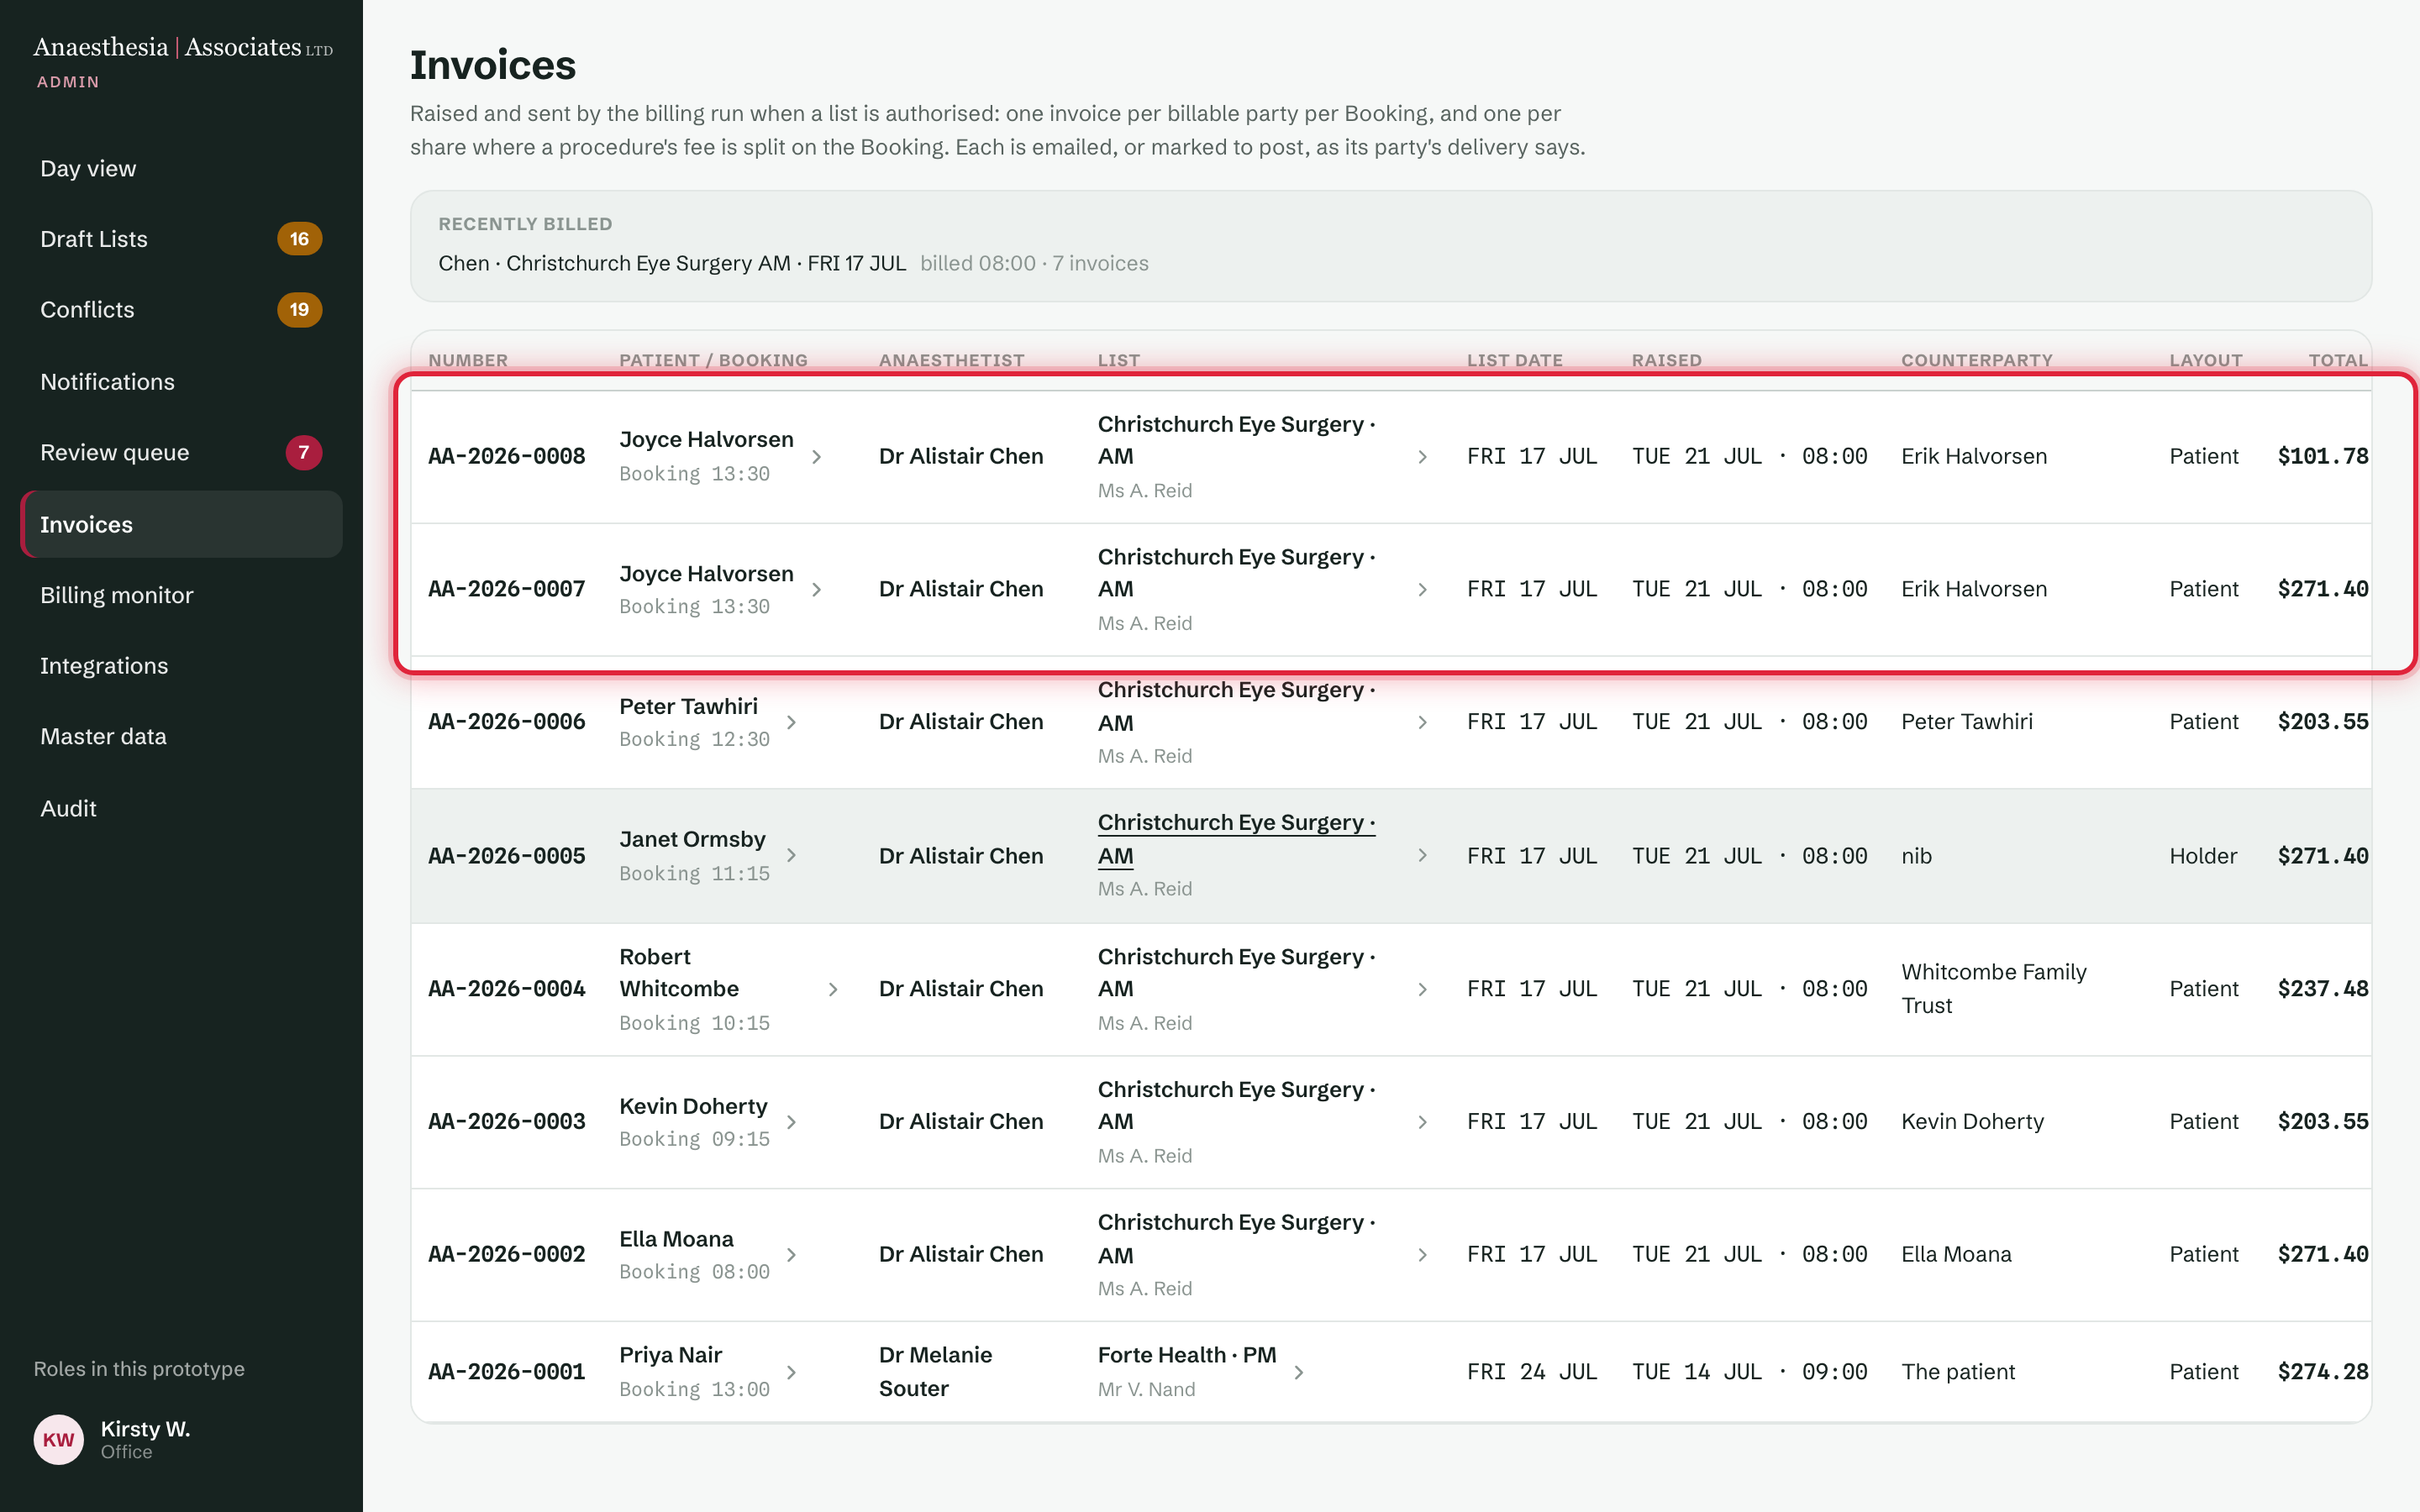 Anaesthesia | Associates LTD
ADMIN
Day view
Draft Lists 16
Conflicts 19
Notifications
Review queue 7
Invoices
Billing monitor
Integrations
Master data
Audit
Roles in this prototype
KW Kirsty W.
Office
Invoices
Raised and sent by the billing run when a list is authorised: one invoice per billable party per Booking, and one per
share where a procedure's fee is split on the Booking. Each is emailed, or marked to post, as its party's delivery says.
RECENTLY BILLED
Chen · Christchurch Eye Surgery AM · FRI 17 JUL billed 08:00 · 7 invoices
NUMBER PATIENT / BOOKING ANAESTHETIST LIST LIST DATE RAISED COUNTERPARTY LAYOUT TOTAL
AA-2026-0008 Joyce Halvorsen Booking 13:30 Dr Alistair Chen Christchurch Eye Surgery · AM Ms A. Reid FRI 17 JUL TUE 21 JUL · 08:00 Erik Halvorsen Patient $101.78
AA-2026-0007 Joyce Halvorsen Booking 13:30 Dr Alistair Chen Christchurch Eye Surgery · AM Ms A. Reid FRI 17 JUL TUE 21 JUL · 08:00 Erik Halvorsen Patient $271.40
AA-2026-0006 Peter Tawhiri Booking 12:30 Dr Alistair Chen Christchurch Eye Surgery · AM Ms A. Reid FRI 17 JUL TUE 21 JUL · 08:00 Peter Tawhiri Patient $203.55
AA-2026-0005 Janet Ormsby Booking 11:15 Dr Alistair Chen Christchurch Eye Surgery · AM Ms A. Reid FRI 17 JUL TUE 21 JUL · 08:00 nib Holder $271.40
AA-2026-0004 Robert Whitcombe Booking 10:15 Dr Alistair Chen Christchurch Eye Surgery · AM Ms A. Reid FRI 17 JUL TUE 21 JUL · 08:00 Whitcombe Family Trust Patient $237.48
AA-2026-0003 Kevin Doherty Booking 09:15 Dr Alistair Chen Christchurch Eye Surgery · AM Ms A. Reid FRI 17 JUL TUE 21 JUL · 08:00 Kevin Doherty Patient $203.55
AA-2026-0002 Ella Moana Booking 08:00 Dr Alistair Chen Christchurch Eye Surgery · AM Ms A. Reid FRI 17 JUL TUE 21 JUL · 08:00 Ella Moana Patient $271.40
AA-2026-0001 Priya Nair Booking 13:00 Dr Melanie Souter Forte Health · PM Mr V. Nand FRI 24 JUL TUE 14 JUL · 09:00 The patient Patient $274.28